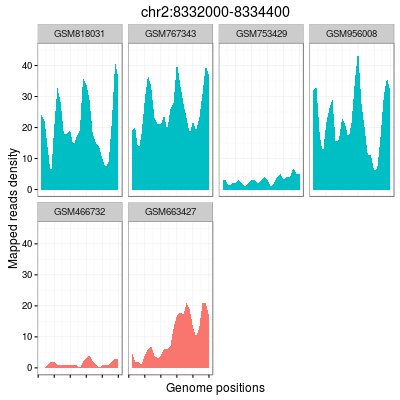 chr2:8332000-8334400
GSM818031 GSM767343 GSM753429 GSM956008
40
30
20
10
0
GSM466732 GSM663427
40
30
20
10
0
Mapped reads density
Genome positions